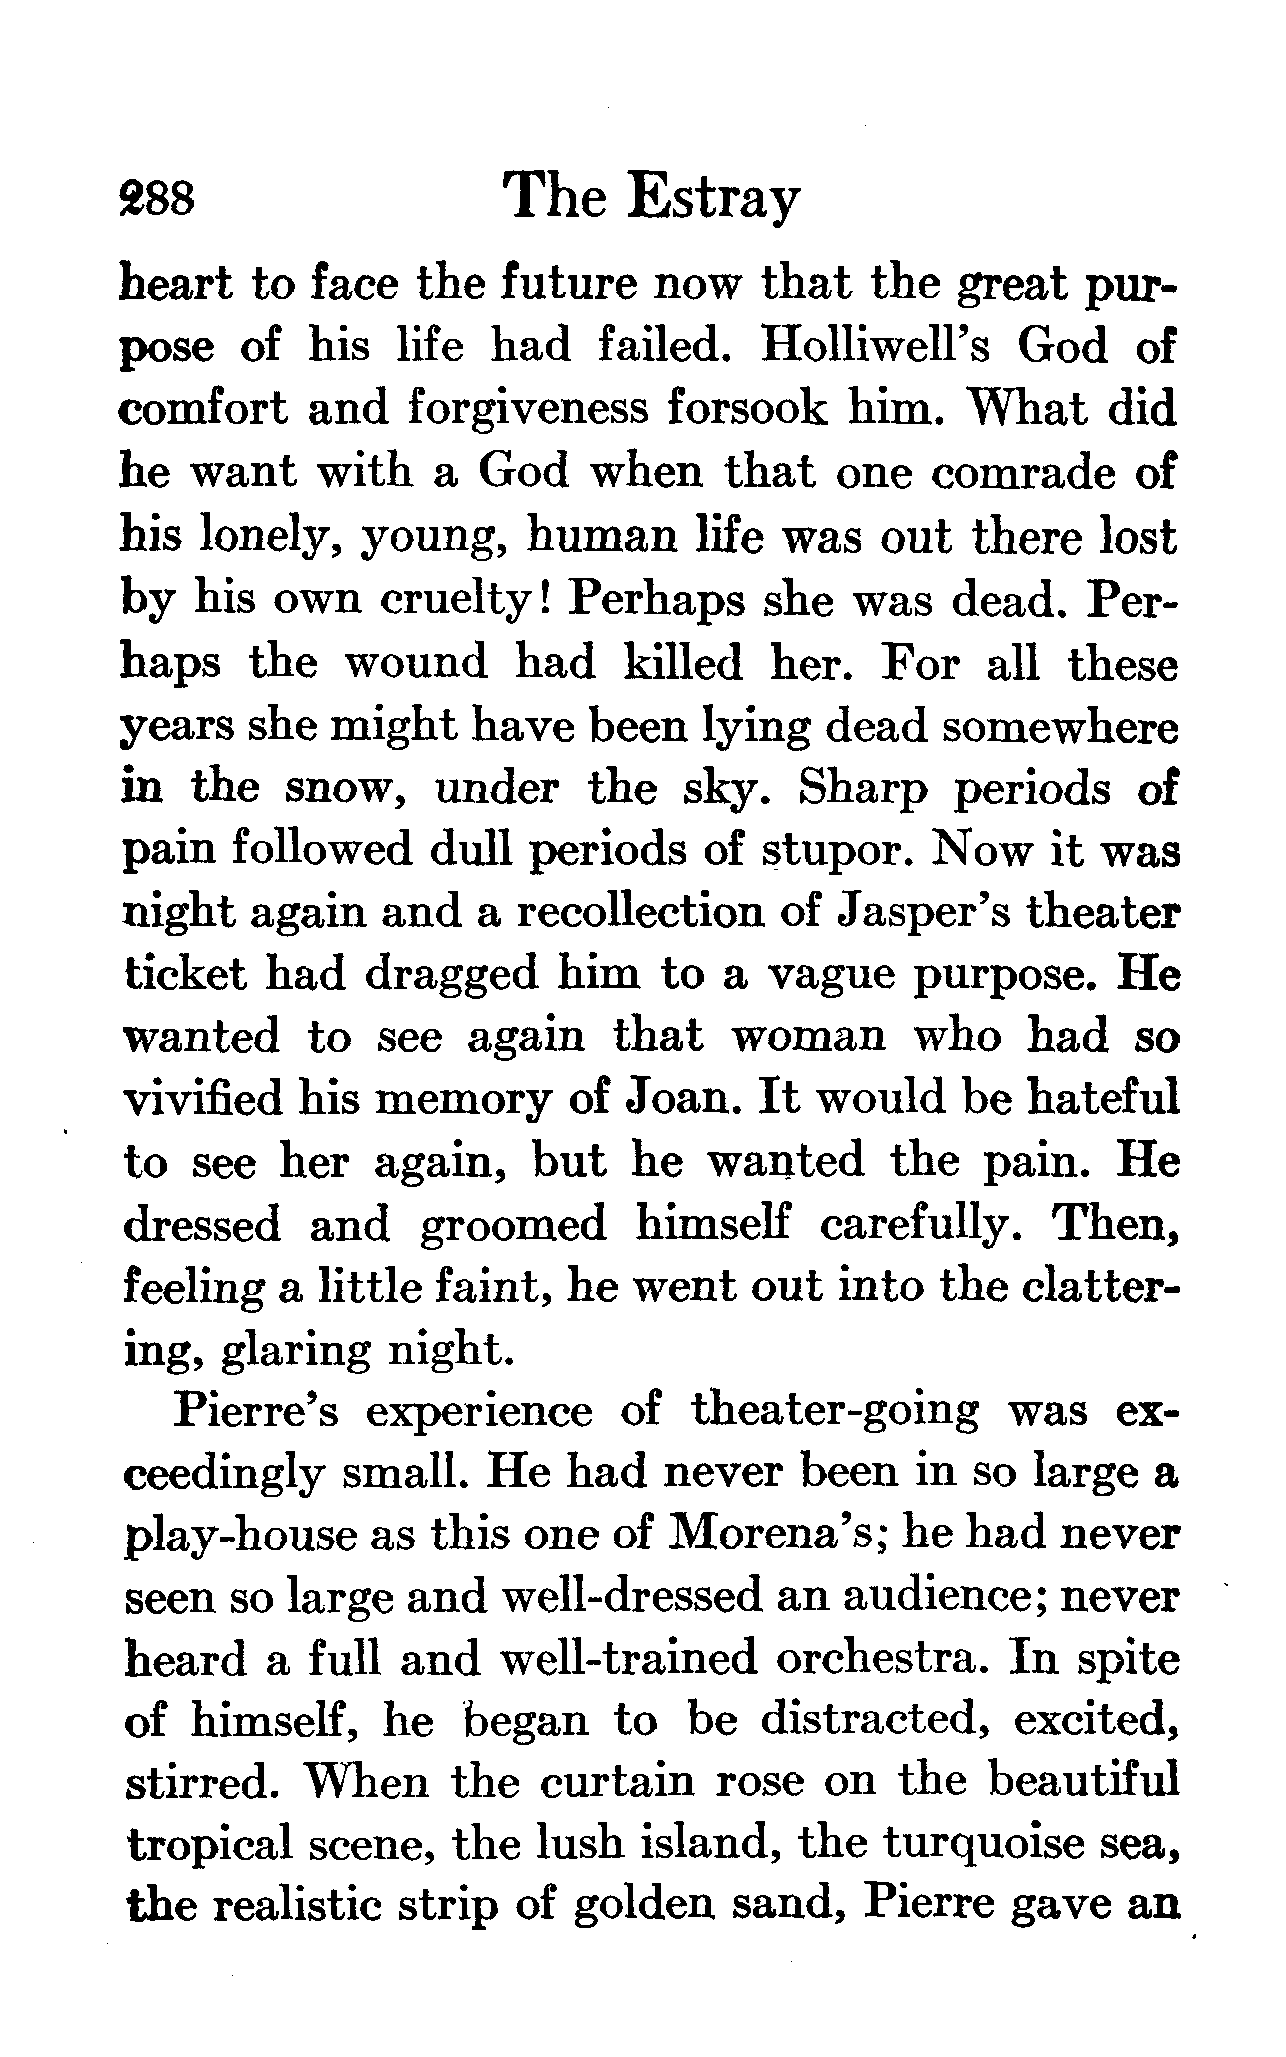 288 The Estray
heart to face the future now that the great pur-
pose of his life had failed. Holliwell's God of
comfort and forgiveness forsook him. What did
he want with a God when that one comrade of
his lonely, young, human life was out there lost
by his own cruelty! Perhaps she was dead. Per-
haps the wound had killed her. For all these
years she might have been lying dead somewhere
in the snow, under the sky. Sharp periods of
pain followed dull periods of stupor. Now it was
night again and a recollection of Jasper's theater
ticket had dragged him to a vague purpose. He
wanted to see again that woman who had so
vivified his memory of Joan. It would be hateful
to see her again, but he wanted the pain. He
dressed and groomed himself carefully. Then,
feeling a little faint, he went out into the clatter-
ing, glaring night.
Pierre's experience of theater-going was ex-
ceedingly small. He had never been in so large a
play-house as this one of Morena's; he had never
seen so large and well-dressed an audience; never
heard a full and well-trained orchestra. In spite
of himself, he began to be distracted, excited,
stirred. When the curtain rose on the beautiful
tropical scene, the lush island, the turquoise sea,
the realistic strip of golden sand, Pierre gave an